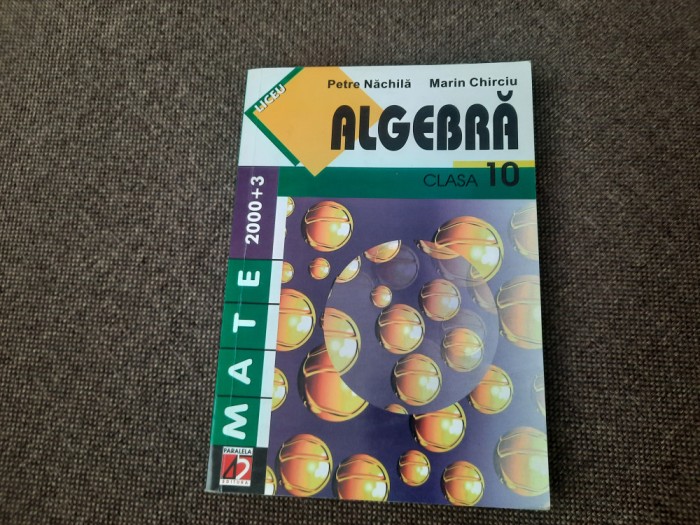 LICEU
Petre Năchilă Marin Chirciu
ALGEBRĂ
CLASA 10
MATE 2000+3
PARALELA
45
EDITURA